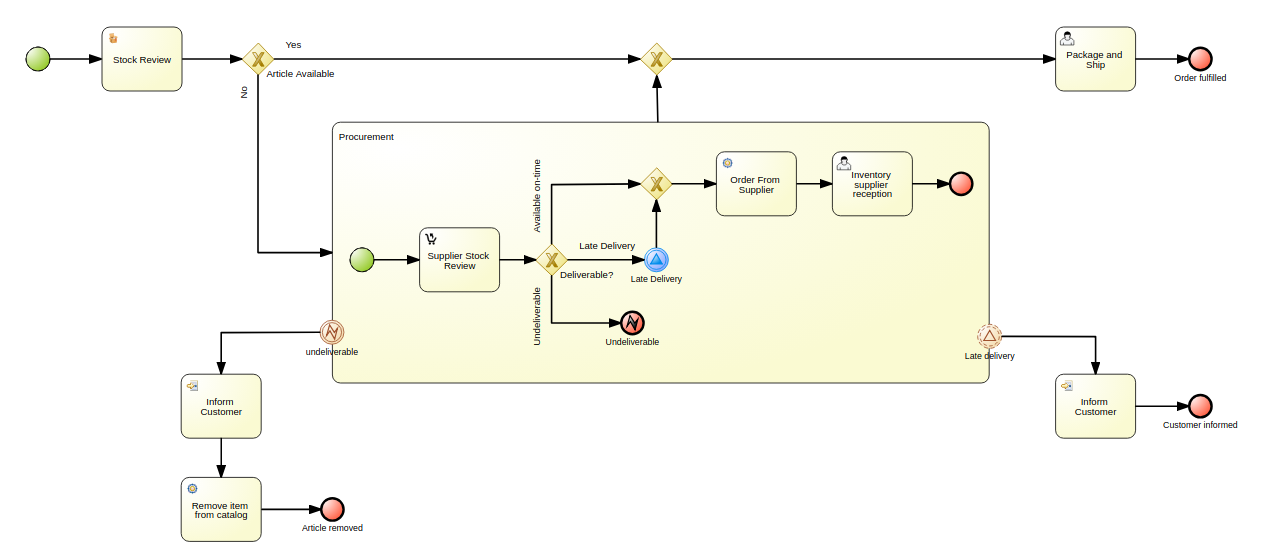 Yes
Stock Review
Article Available
Package and
Ship
Order fulfilled
No
Procurement
Available on-time
Order From
Supplier
Inventory
supplier
reception
Supplier Stock
Review
Late Delivery
Deliverable?
Late Delivery
Undeliverable
Undeliverable
undeliverable
Late delivery
Inform
Customer
Inform
Customer
Customer informed
Remove item
from catalog
Article removed